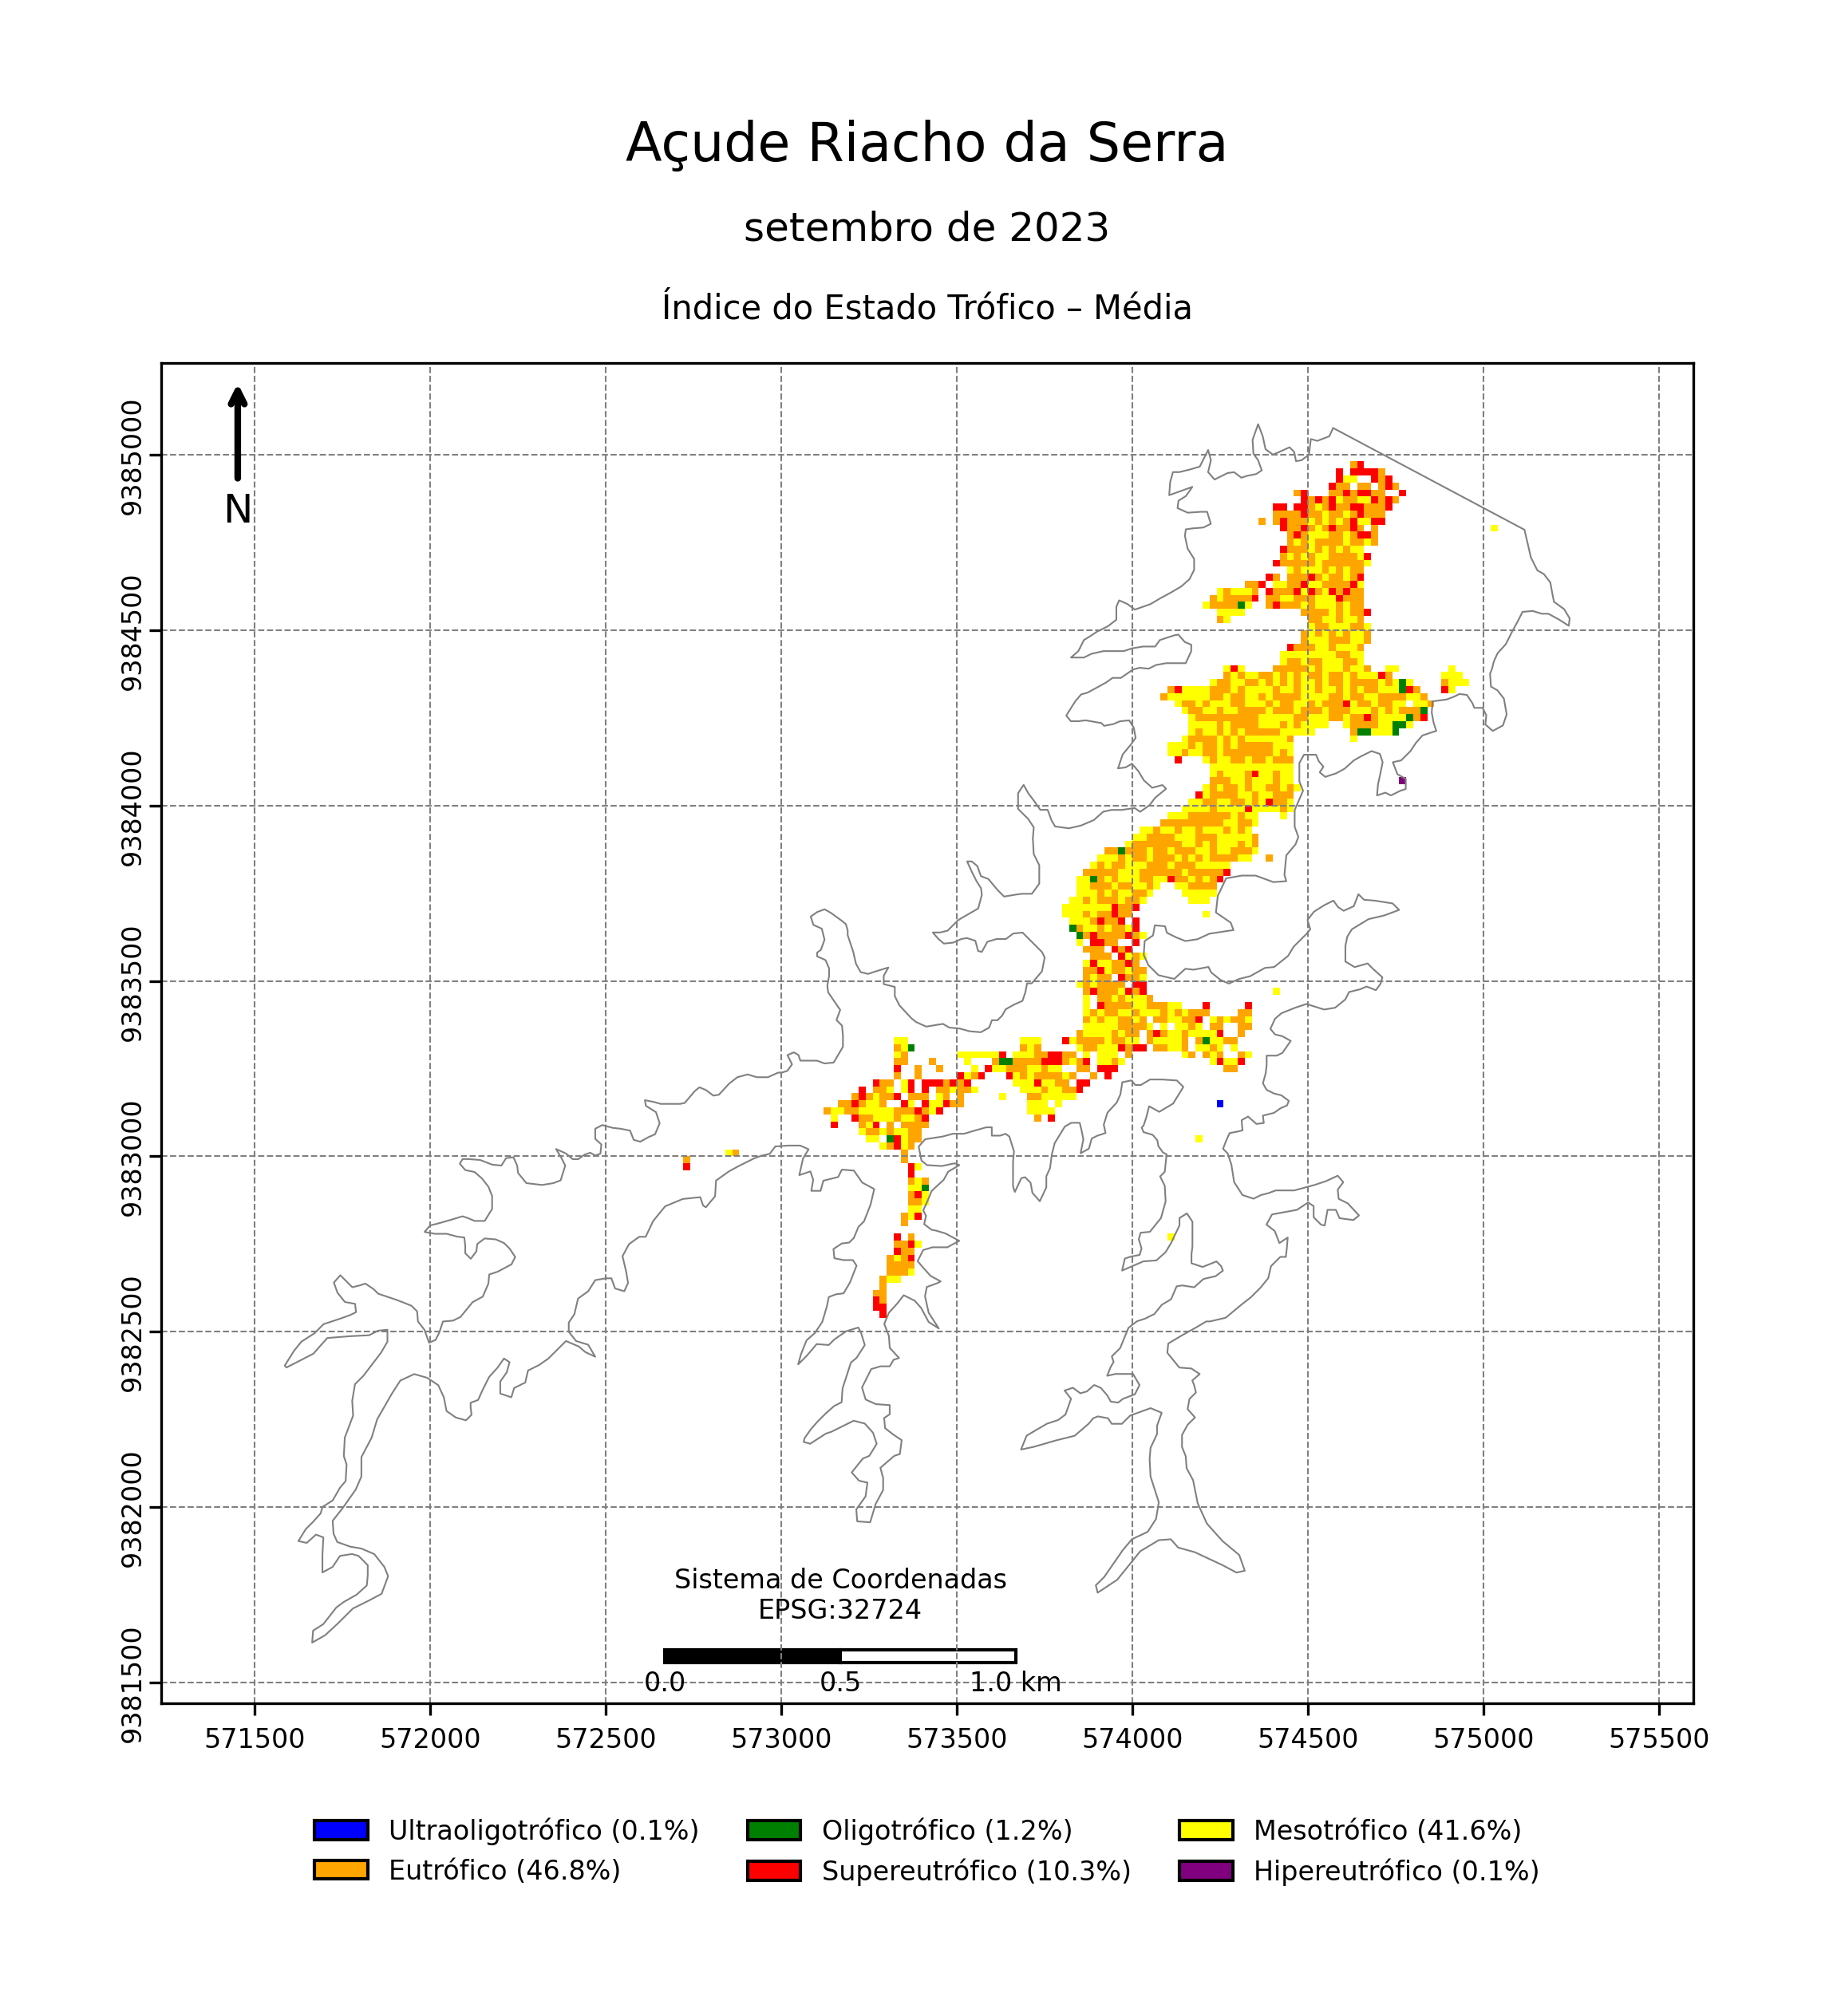 Açude Riacho da Serra
setembro de 2023
Índice do Estado Trófico – Média
N
9385000
9384500
9384000
9383500
9383000
9382500
9382000
9381500
Sistema de Coordenadas
EPSG:32724
0.0 0.5 1.0 km
571500 572000 572500 573000 573500 574000 574500 575000 575500
Ultraoligotrófico (0.1%) Oligotrófico (1.2%) Mesotrófico (41.6%)
Eutrófico (46.8%) Supereutrófico (10.3%) Hipereutrófico (0.1%)